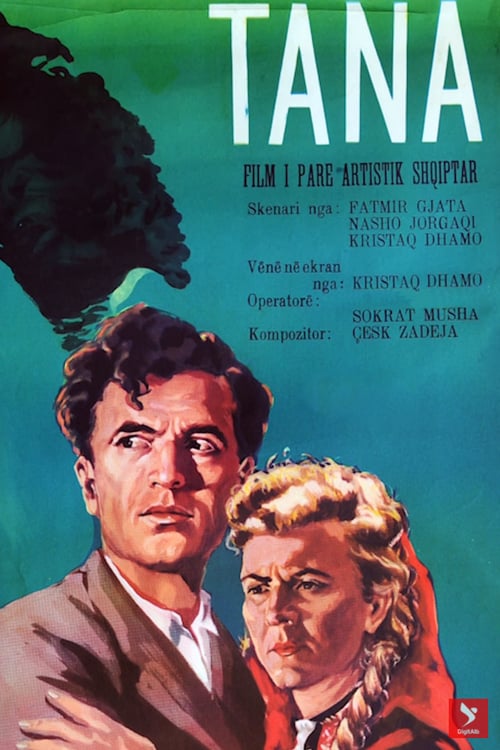 TANA
FILM I PARE ARTISTIK SHQIPTAR
Skenari nga: FATMIR GJATA
NASHO JORGAQI
KRISTAQ DHAMO
Vënë në ekran
nga: KRISTAQ DHAMO
Operatorë:
SOKRAT MUSHA
Kompozitor: ÇESK ZADEJA
DigitAlb